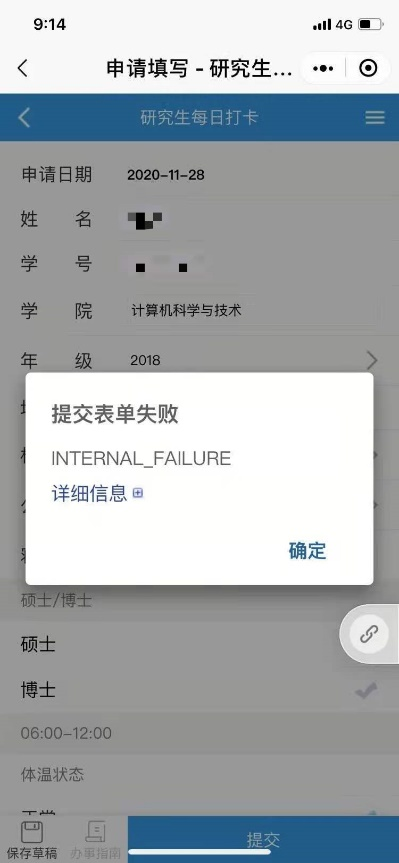 9:14
4G
申请填写 - 研究生...
研究生每日打卡
申请日期 2020-11-28
姓 名
学 号
学 院 计算机科学与技术
年 级 2018
提交表单失败
INTERNAL_FAILURE
详细信息
确定
硕士/博士
硕士
博士
06:00-12:00
体温状态
保存草稿 办事指南 提交